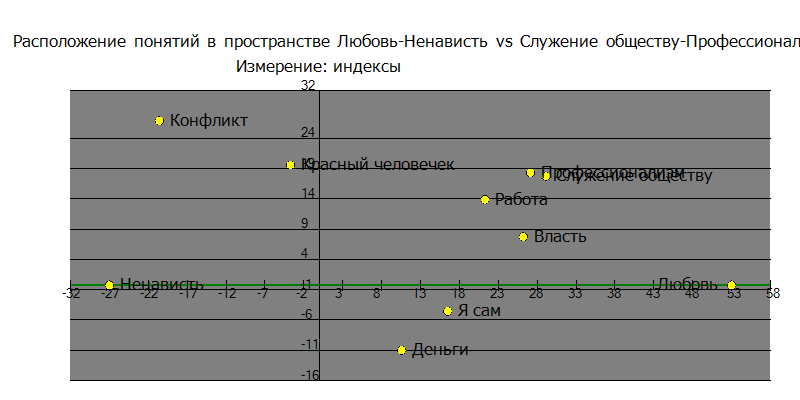 Расположение понятий в пространстве Любовь-Ненависть vs Служение обществу-Профессионал
Измерение: индексы
32
Конфликт
24
19
Красный человечек
Профессионализм
Служение обществу
14
Работа
9
Власть
4
Ненависть
Любовь
-1
-32 -27 -22 -17 -12 -7 -2 3 8 13 18 23 28 33 38 43 48 53 58
-6
Я сам
-11
Деньги
-16